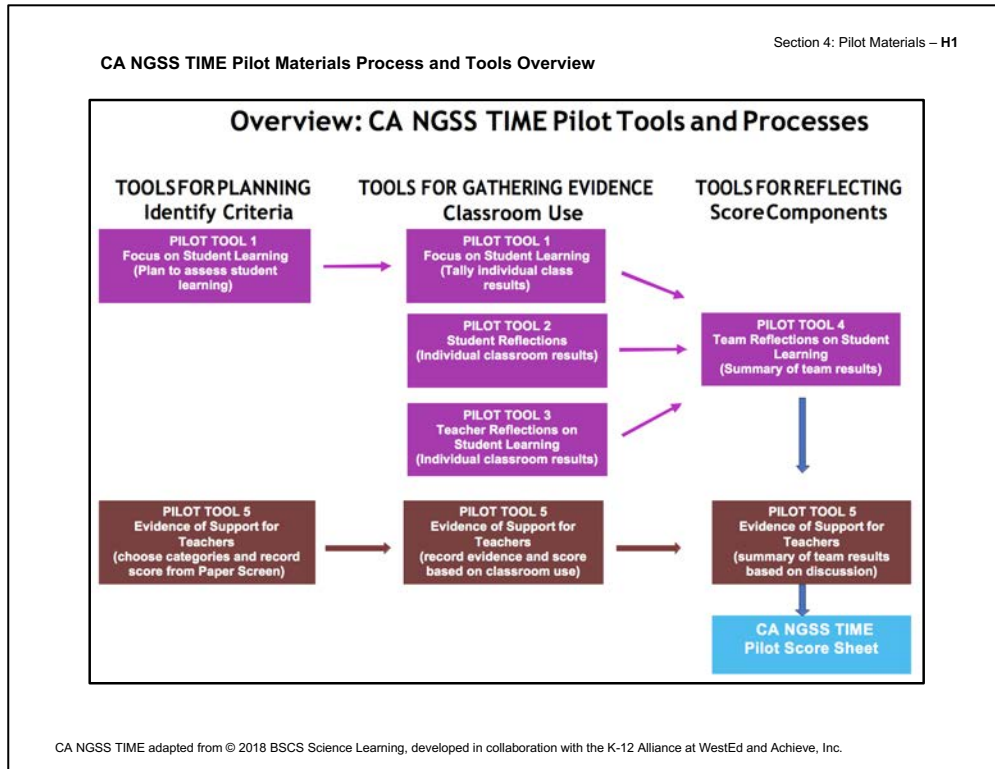 Section 4: Pilot Materials – H1
CA NGSS TIME Pilot Materials Process and Tools Overview
Overview: CA NGSS TIME Pilot Tools and Processes
TOOLS FOR PLANNING
Identify Criteria
TOOLS FOR GATHERING EVIDENCE
Classroom Use
TOOLS FOR REFLECTING
Score Components
PILOT TOOL 1
Focus on Student Learning
(Plan to assess student
learning)
PILOT TOOL 1
Focus on Student Learning
(Tally individual class
results)
PILOT TOOL 2
Student Reflections
(Individual classroom results)
PILOT TOOL 3
Teacher Reflections on
Student Learning
(Individual classroom results)
PILOT TOOL 4
Team Reflections on Student
Learning
(Summary of team results)
PILOT TOOL 5
Evidence of Support for
Teachers
(choose categories and record
score from Paper Screen)
PILOT TOOL 5
Evidence of Support for
Teachers
(record evidence and score
based on classroom use)
PILOT TOOL 5
Evidence of Support for
Teachers
(summary of team results
based on discussion)
CA NGSS TIME
Pilot Score Sheet
CA NGSS TIME adapted from © 2018 BSCS Science Learning, developed in collaboration with the K-12 Alliance at WestEd and Achieve, Inc.